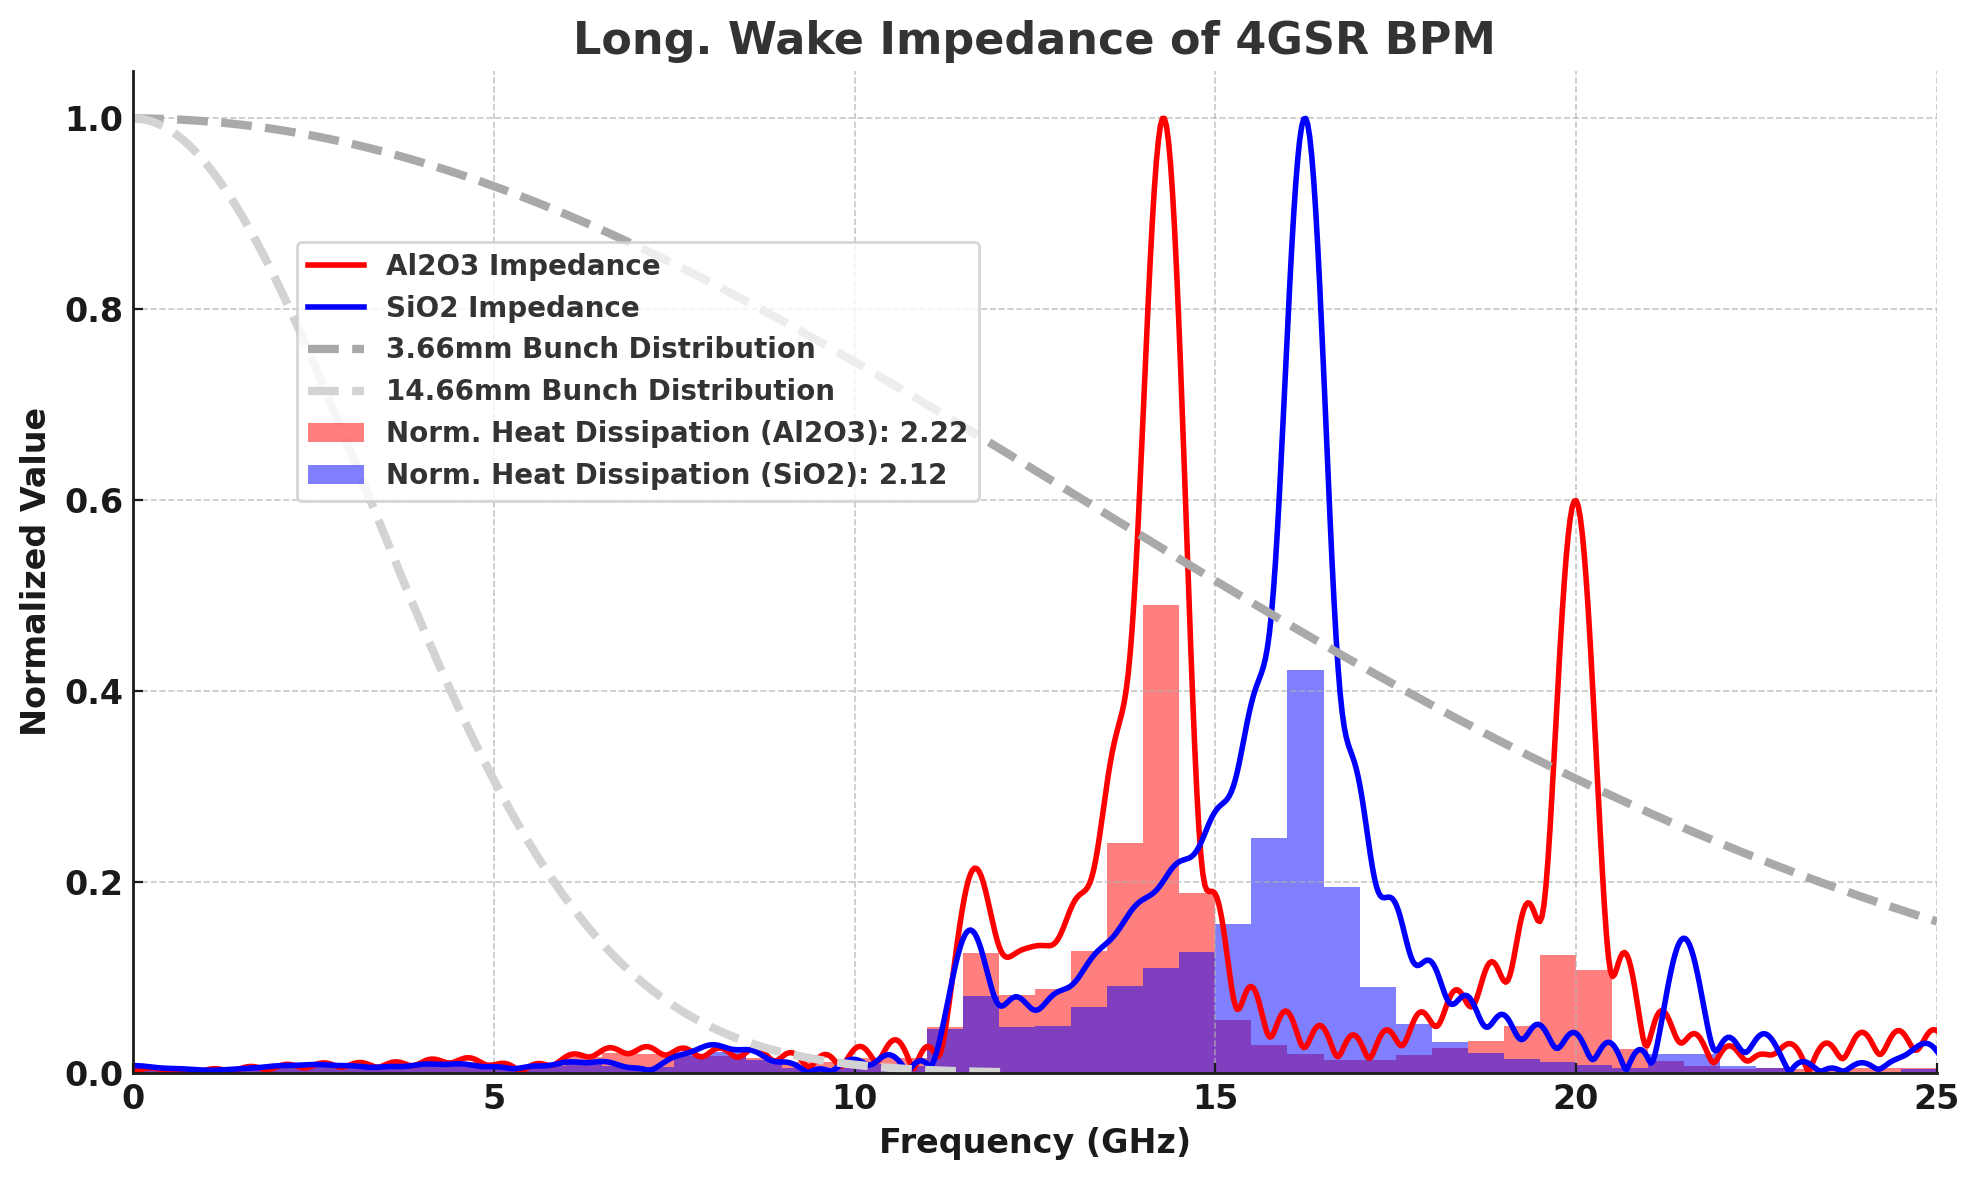 Long. Wake Impedance of 4GSR BPM
1.0
0.8
0.6
0.4
0.2
0.0
Normalized Value
Al2O3 Impedance
SiO2 Impedance
3.66mm Bunch Distribution
14.66mm Bunch Distribution
Norm. Heat Dissipation (Al2O3): 2.22
Norm. Heat Dissipation (SiO2): 2.12
0 5 10 15 20 25
Frequency (GHz)